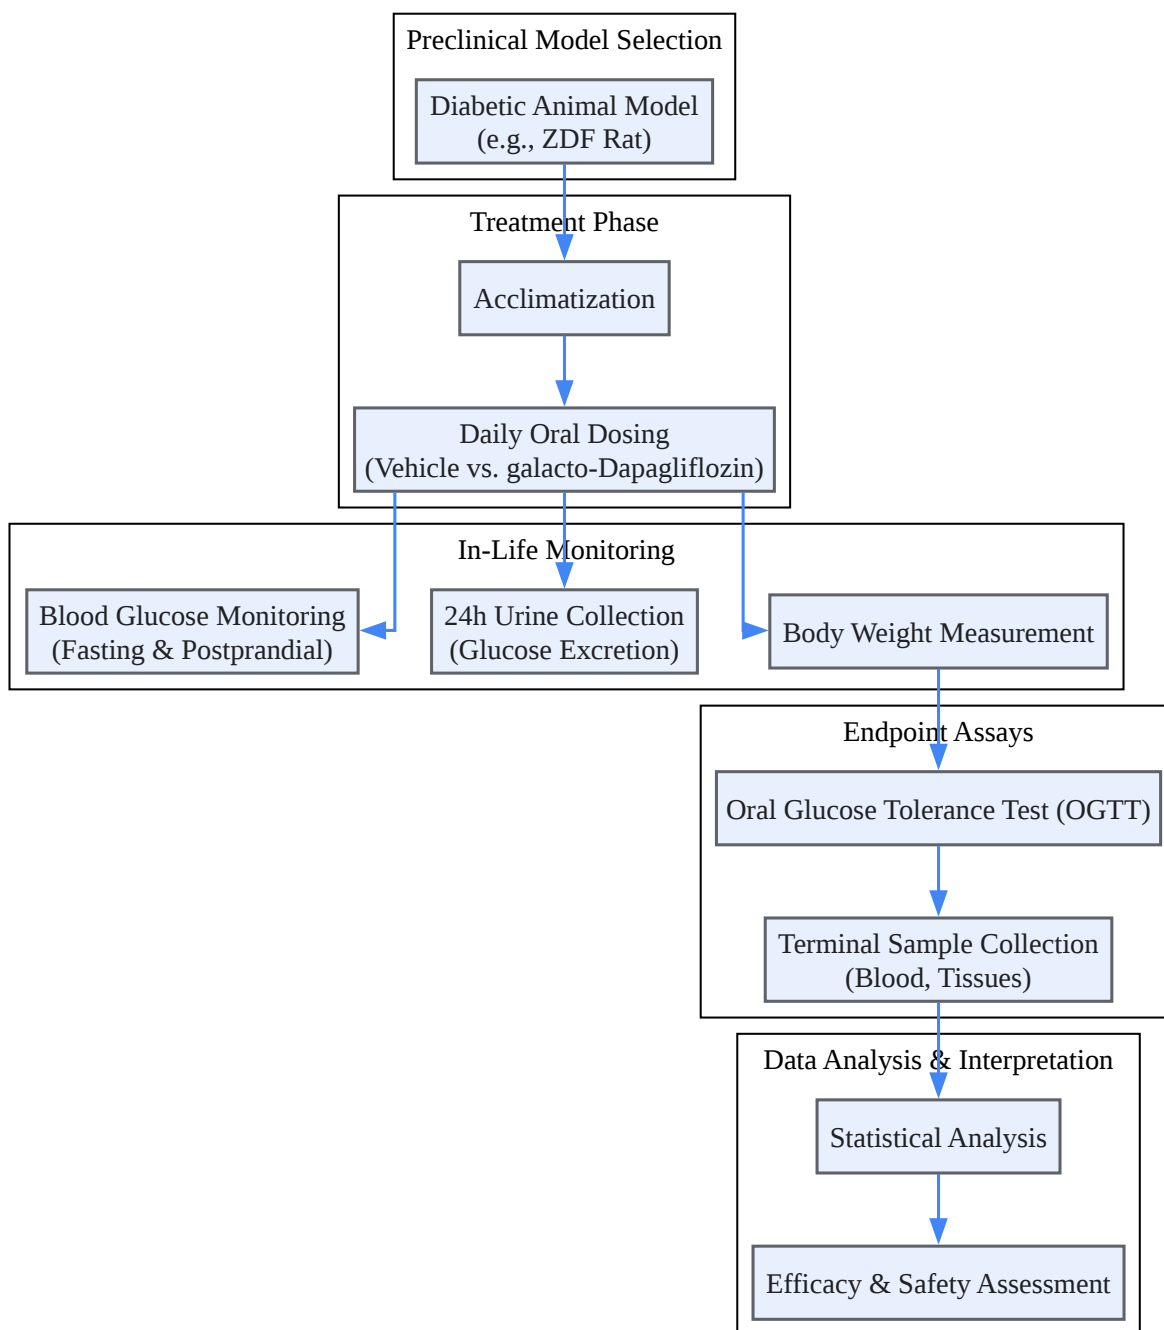 Preclinical Model Selection
Diabetic Animal Model
(e.g., ZDF Rat)
Treatment Phase
Acclimatization
Daily Oral Dosing
(Vehicle vs. galacto-Dapagliflozin)
In-Life Monitoring
Blood Glucose Monitoring
(Fasting & Postprandial)
24h Urine Collection
(Glucose Excretion)
Body Weight Measurement
Endpoint Assays
Oral Glucose Tolerance Test (OGTT)
Terminal Sample Collection
(Blood, Tissues)
Data Analysis & Interpretation
Statistical Analysis
Efficacy & Safety Assessment